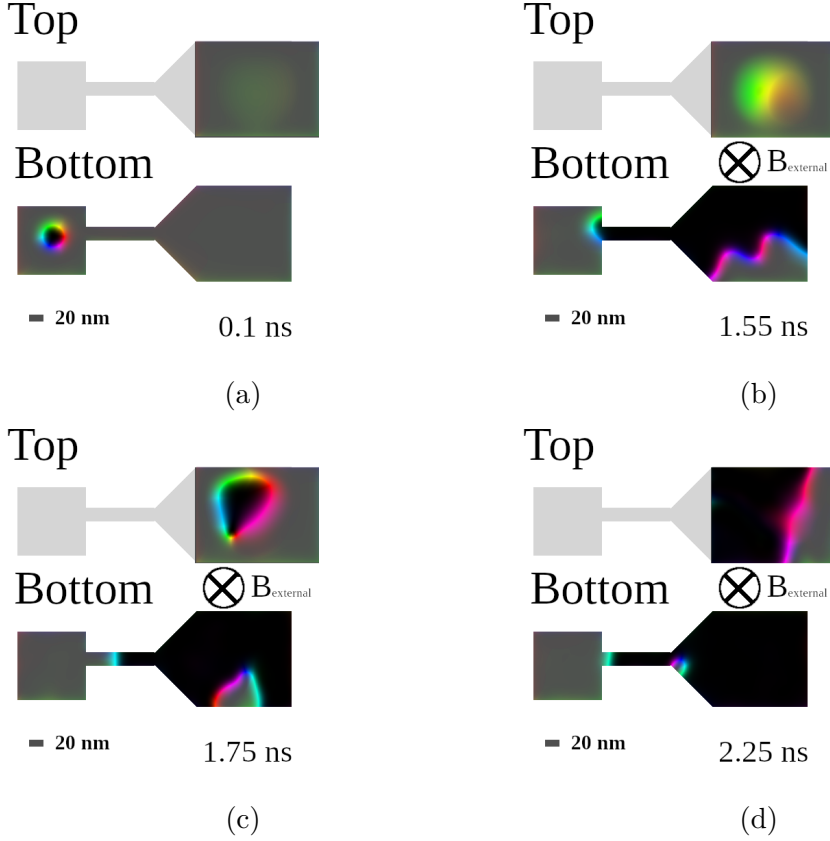 Top
Bottom
20 nm
0.1 ns
(a)
Top
Bottom
B external
20 nm
1.55 ns
(b)
Top
Bottom
B external
20 nm
1.75 ns
(c)
Top
Bottom
B external
20 nm
2.25 ns
(d)